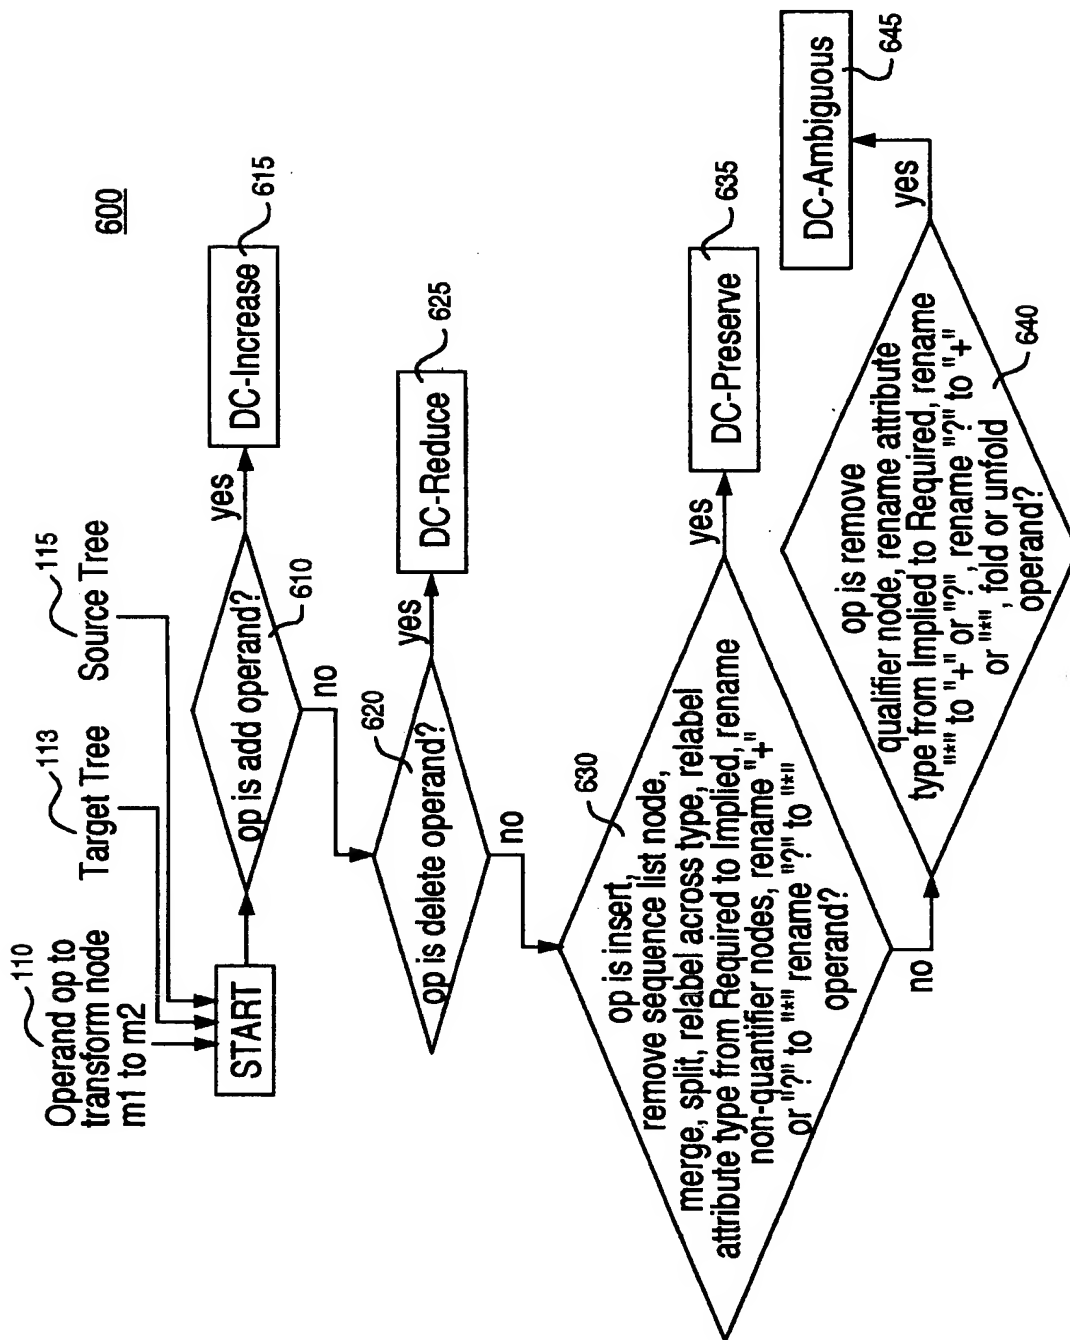 600
110
Operand op to
transform node
m1 to m2
113
Target Tree
115
Source Tree
START
op is add operand?
610
yes
DC-Increase
615
no
op is delete operand?
620
yes
DC-Reduce
625
no
630
op is insert,
remove sequence list node,
merge, split, relabel across type, relabel
attribute type from Required to Implied, rename
non-quantifier nodes, rename "+"
or "?" to "*" rename "?" to "*"
operand?
yes
DC-Preserve
635
no
op is remove
qualifier node, rename attribute
type from Implied to Required, rename
"*" to "+" or "?", rename "?" to "+"
or "*", fold or unfold
operand?
640
yes
DC-Ambiguous
645